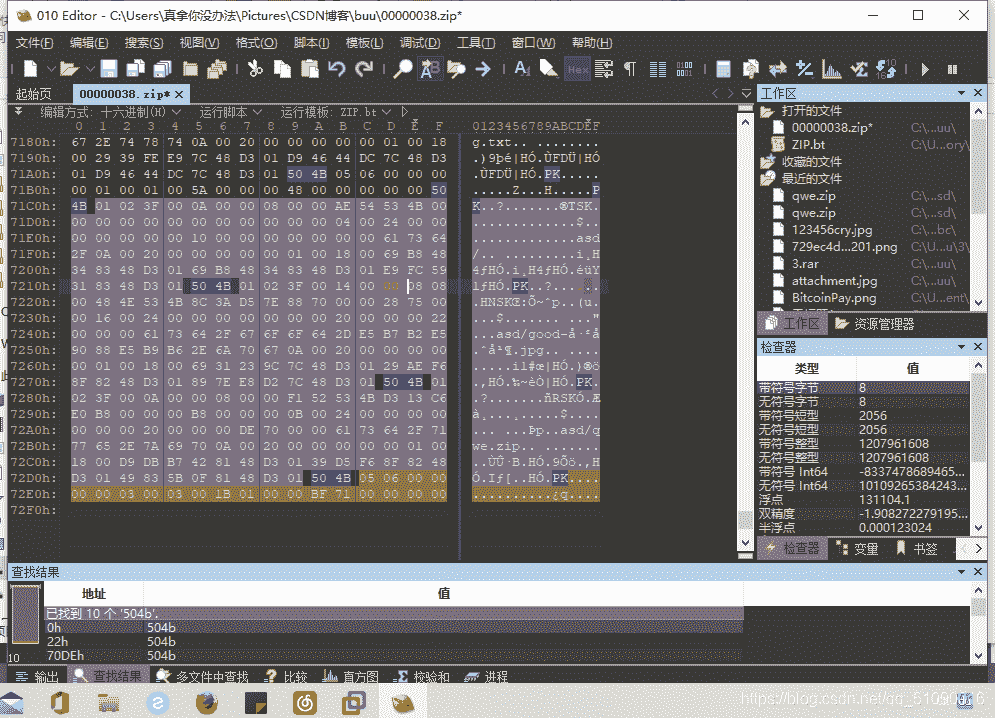 010 Editor - C:\Users\真拿你没办法\Pictures\CSDN博客\buu\00000038.zip*
文件(F) 编辑(E) 搜索(S) 视图(V) 格式(O) 脚本(I) 模板(L) 调试(D) 工具(T) 窗口(W) 帮助(H)
起始页 00000038.zip*
编辑方式: 十六进制(H) 运行脚本 运行模板: ZIP.bt
0 1 2 3 4 5 6 7 8 9 A B C D E F 0123456789ABCDEF
7180h: 67 2E 74 78 74 0A 00 20 00 00 00 00 00 01 00 18 g.txt..
7190h: 00 29 39 FE E9 7C 48 D3 01 D9 46 44 DC 7C 48 D3 .)9þé|HÓ.ÙFDÜ|HÓ
71A0h: 01 D9 46 44 DC 7C 48 D3 01 50 4B 05 06 00 00 00 .ÙFDÜ|HÓ.PK.....
71B0h: 00 01 00 01 00 5A 00 00 00 48 00 00 00 00 00 50 .....Z...H.....P
71C0h: 4B 01 02 3F 00 0A 00 00 00 08 00 00 AE 54 53 4B 00 K..?.......®TSK.
71D0h: 00 00 00 00 00 00 00 00 00 00 00 04 00 24 00 00
71E0h: 00 00 00 00 00 10 00 00 00 00 00 00 00 61 73 64 .............asd
71F0h: 2F 0A 00 20 00 00 00 00 00 01 00 18 00 69 B8 48 /.. .........i¸H
7200h: 34 83 48 D3 01 69 B8 48 34 83 48 D3 01 E9 FC 59 4ƒHÓ.i¸H4ƒHÓ.éüY
7210h: 31 83 48 D3 01 50 4B 01 02 3F 00 14 00 00 08 08 1ƒHÓ.PK..?......
7220h: 00 48 4E 53 4B 8C 3A D5 7E 88 70 00 00 28 75 00 .HNSKŒ:Õ~ˆp..(u.
7230h: 00 16 00 24 00 00 00 00 00 00 00 20 00 00 00 22
7240h: 00 00 00 61 73 64 2F 67 6F 6F 64 2D E5 B7 B2 E5 ...asd/good-å·²å
7250h: 90 88 E5 B9 B6 2E 6A 70 67 0A 00 20 00 00 00 00 .ˆå¹¶.jpg.. ....
7260h: 00 01 00 18 00 69 31 23 9C 7C 48 D3 01 29 AE F6
7270h: 8F 82 48 D3 01 89 7E E8 D2 7C 48 D3 01 50 4B 01 .‚HÓ.‰~èÒ|HÓ.PK.
7280h: 02 3F 00 0A 00 00 00 00 00 F1 52 53 4B D3 13 C6 .?.......ñRSKÓ.Æ
7290h: E0 B8 00 00 00 B8 00 00 00 0B 00 24 00 00 00 00
72A0h: 00 00 00 20 00 00 00 DE 70 00 00 61 73 64 2F 71 ... ...Þp..asd/q
72B0h: 77 65 2E 7A 69 70 0A 00 20 00 00 00 00 00 01 00 we.zip.. .......
72C0h: 18 00 D9 DB B7 42 81 48 D3 01 39 D5 F6 8F 82 48 ..ÙÛ·B.HÓ.9Õö.‚H
72D0h: D3 01 49 83 5B 0F 81 48 D3 01 50 4B 05 06 00 00 Ó.Iƒ[..HÓ.PK....
72E0h: 00 00 03 00 03 00 1B 01 00 00 BF 71 00 00 00 00 ..........¿q....
72F0h:
工作区
打开的文件
00000038.zip* C:\...uu\
ZIP.bt C:\U...ory\
收藏的文件
最近的文件
qwe.zip C:\...sd\
qwe.zip C:\...sd\
123456cry.jpg C:\...bc\
729ec4d...201.png C:\U...u\3\
3.rar C:\...uu\
attachment.jpg C:\...uu\
BitcoinPay.png C:\U...ent\
工作区 资源管理器
检查器
类型 值
带符号字节 8
无符号字节 8
带符号短型 2056
无符号短型 2056
带符号整型 1207961608
无符号整型 1207961608
带符号 Int64 -8337478689465...
无符号 Int64 10109265384243...
浮点 131104.1
双精度 -1.908272279195...
半浮点 0.000123024
检查器 变量 书签
查找结果
地址 值
已找到 10 个 '504b'.
0h 504b
22h 504b
70DEh 504b
10
输出 查找结果 多文件中查找 比较 直方图 校验和 进程